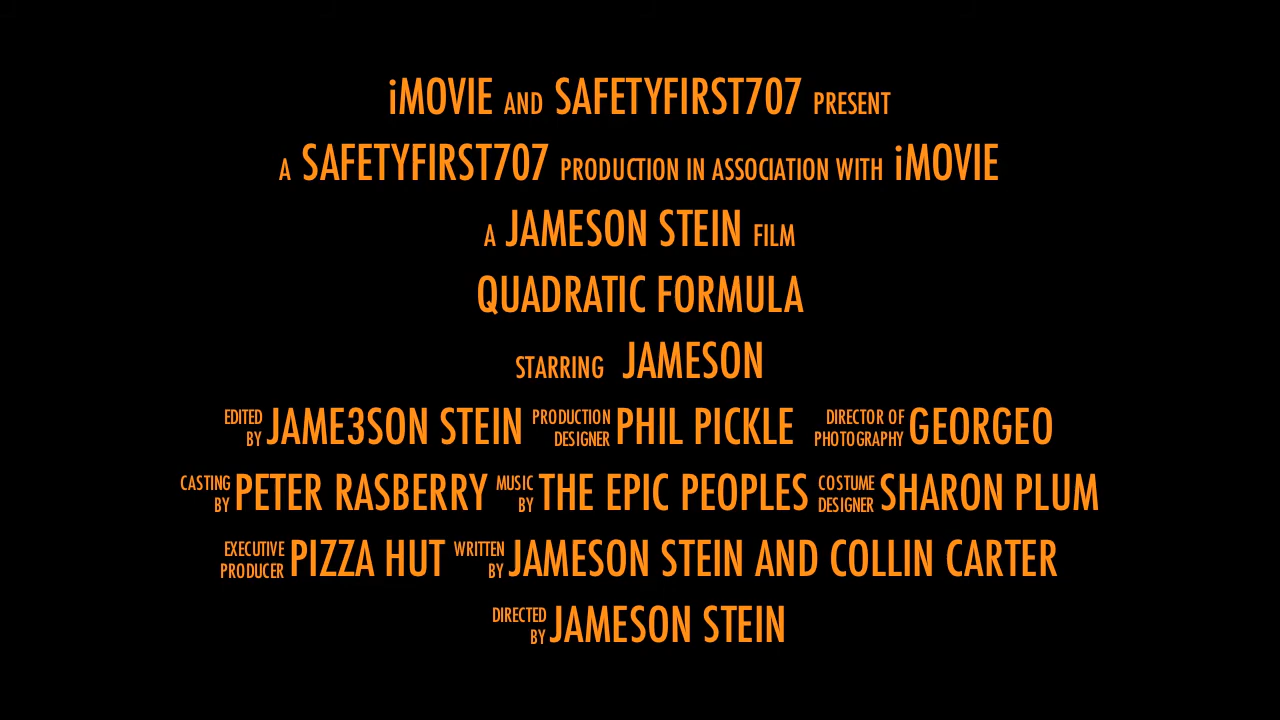 iMOVIE AND SAFETYFIRST707 PRESENT
A SAFETYFIRST707 PRODUCTION IN ASSOCIATION WITH iMOVIE
A JAMESON STEIN FILM
QUADRATIC FORMULA
STARRING JAMESON
EDITED BY JAME3SON STEIN PRODUCTION DESIGNER PHIL PICKLE DIRECTOR OF PHOTOGRAPHY GEORGEO
CASTING BY PETER RASBERRY MUSIC BY THE EPIC PEOPLES COSTUME DESIGNER SHARON PLUM
EXECUTIVE PRODUCER PIZZA HUT WRITTEN BY JAMESON STEIN AND COLLIN CARTER
DIRECTED BY JAMESON STEIN